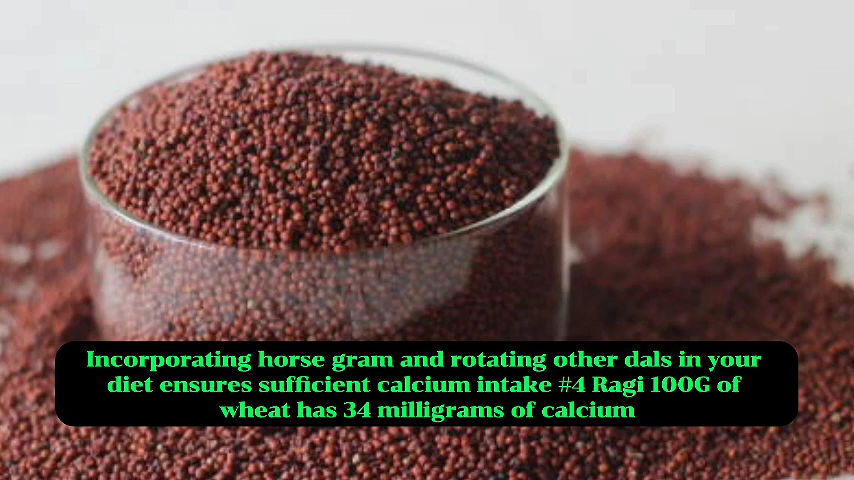 Incorporating horse gram and rotating other dals in your
diet ensures sufficient calcium intake #4 Ragi 100G of
wheat has 34 milligrams of calcium